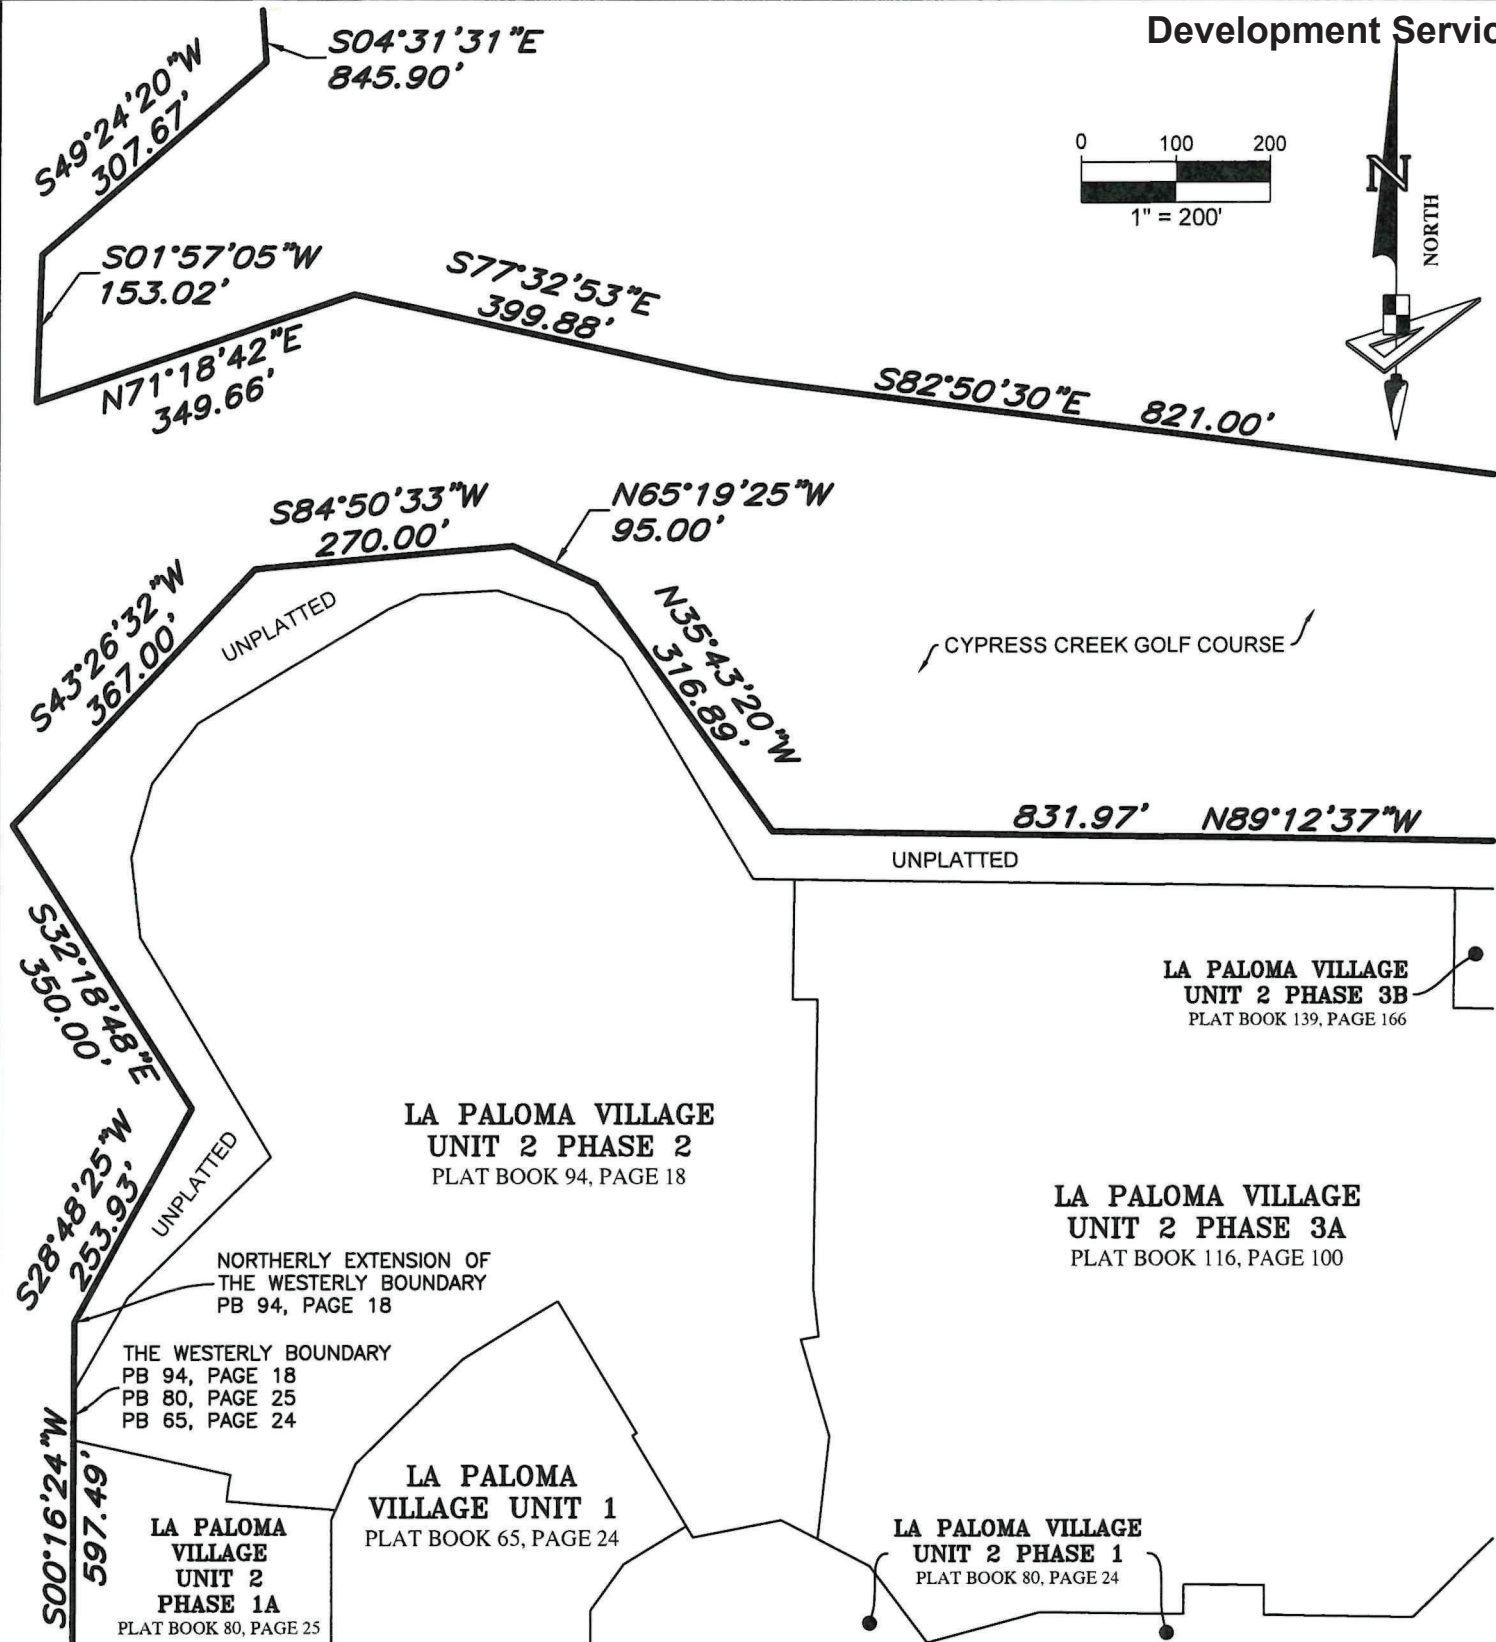 Development Servic
S04°31'31"E
845.90'
S49°24'20"W
307.67'
0 100 200
1" = 200'
N
NORTH
S01°57'05"W
153.02'
S77°32'53"E
399.88'
N71°18'42"E
349.66'
S82°50'30"E 821.00'
S84°50'33"W
270.00'
N65°19'25"W
95.00'
S43°26'32"W
367.00'
UNPLATTED
N35°43'20"W
316.89'
CYPRESS CREEK GOLF COURSE
831.97' N89°12'37"W
UNPLATTED
S32°18'48"E
350.00'
LA PALOMA VILLAGE
UNIT 2 PHASE 3B
PLAT BOOK 139, PAGE 166
LA PALOMA VILLAGE
UNIT 2 PHASE 2
PLAT BOOK 94, PAGE 18
S28°48'25"W
253.93'
UNPLATTED
LA PALOMA VILLAGE
UNIT 2 PHASE 3A
PLAT BOOK 116, PAGE 100
NORTHERLY EXTENSION OF
THE WESTERLY BOUNDARY
PB 94, PAGE 18
THE WESTERLY BOUNDARY
PB 94, PAGE 18
PB 80, PAGE 25
PB 65, PAGE 24
S00°16'24"W
597.49'
LA PALOMA
VILLAGE UNIT 1
PLAT BOOK 65, PAGE 24
LA PALOMA
VILLAGE
UNIT 2
PHASE 1A
PLAT BOOK 80, PAGE 25
LA PALOMA VILLAGE
UNIT 2 PHASE 1
PLAT BOOK 80, PAGE 24